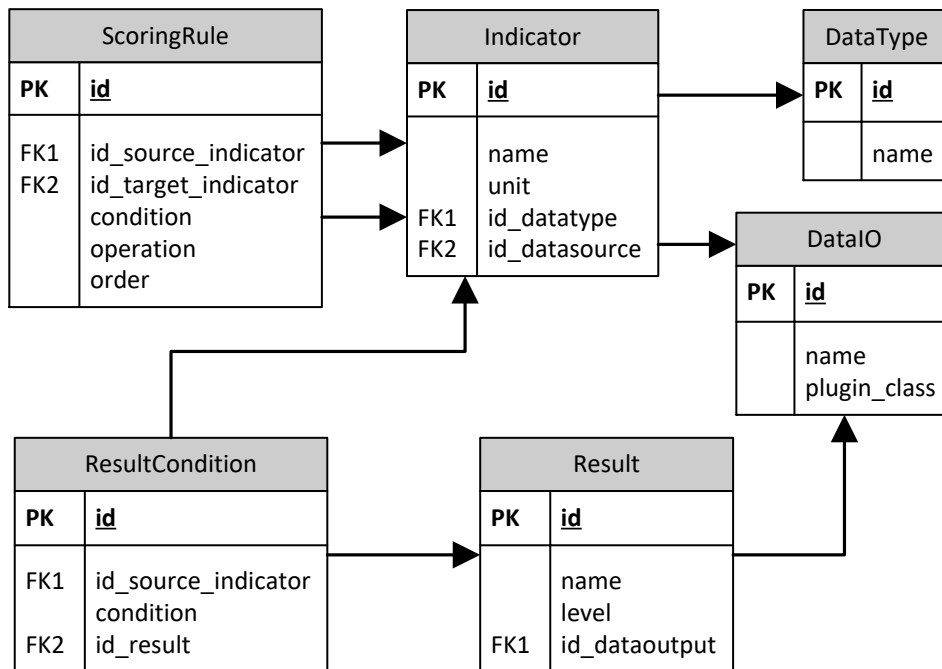 ScoringRule
PK id
FK1 id_source_indicator
FK2 id_target_indicator
condition
operation
order
Indicator
PK id
name
unit
FK1 id_datatype
FK2 id_datasource
DataType
PK id
name
DataIO
PK id
name
plugin_class
ResultCondition
PK id
FK1 id_source_indicator
condition
FK2 id_result
Result
PK id
name
level
FK1 id_dataoutput